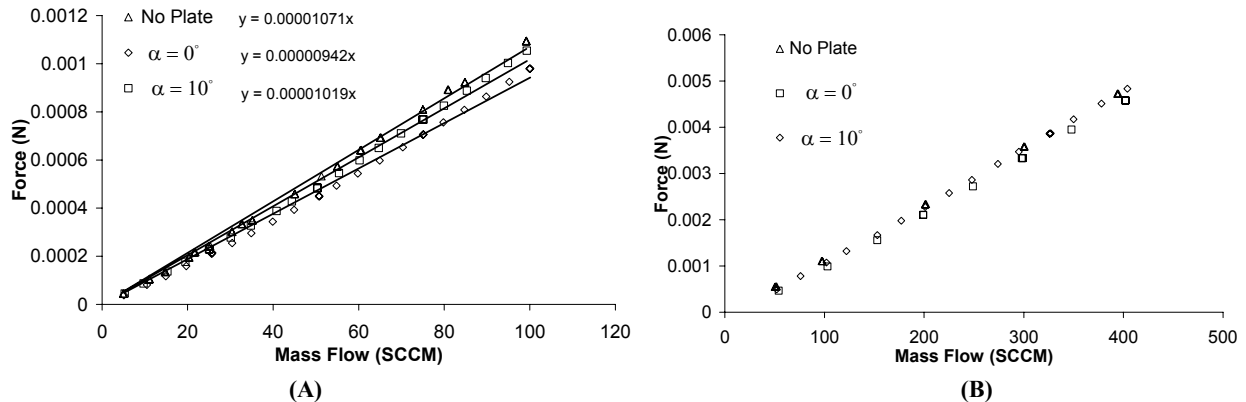 0.0012
0.001
0.0008
0.0006
0.0004
0.0002
0
Force (N)
No Plate y = 0.00001071x
α = 0° y = 0.00000942x
α = 10° y = 0.00001019x
0 20 40 60 80 100 120
Mass Flow (SCCM)
(A)
0.006
0.005
0.004
0.003
0.002
0.001
0
Force (N)
No Plate
α = 0°
α = 10°
0 100 200 300 400 500
Mass Flow (SCCM)
(B)